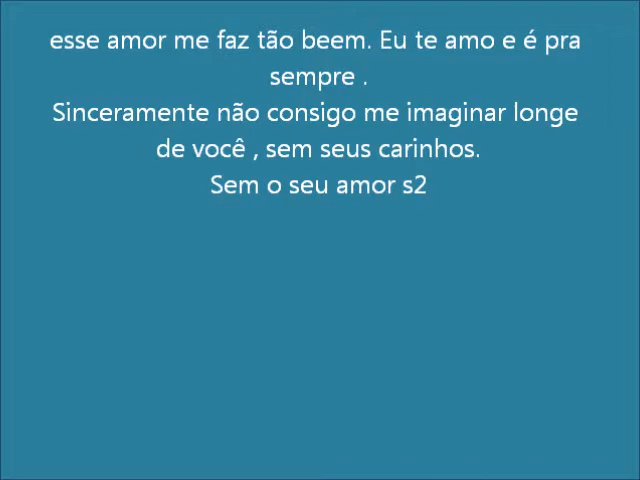 esse amor me faz tão beem. Eu te amo e é pra
sempre .
Sinceramente não consigo me imaginar longe
de você , sem seus carinhos.
Sem o seu amor s2